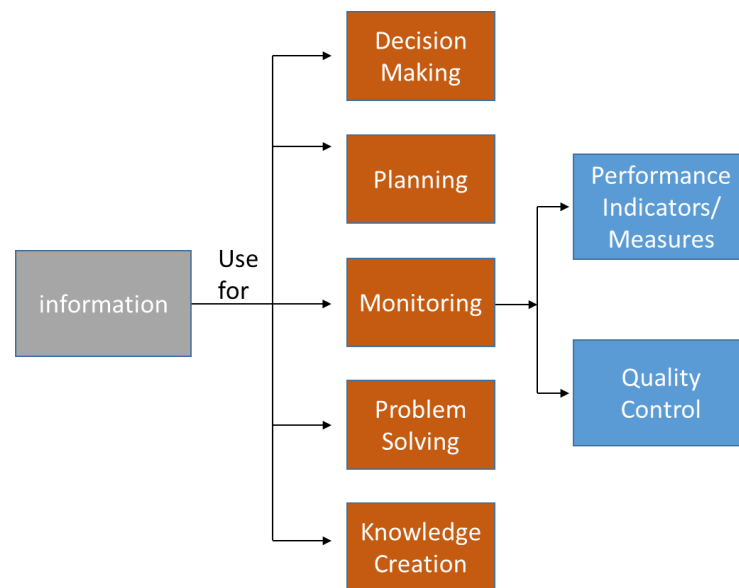 information
Use
for
Decision
Making
Planning
Monitoring
Problem
Solving
Knowledge
Creation
Performance
Indicators/
Measures
Quality
Control